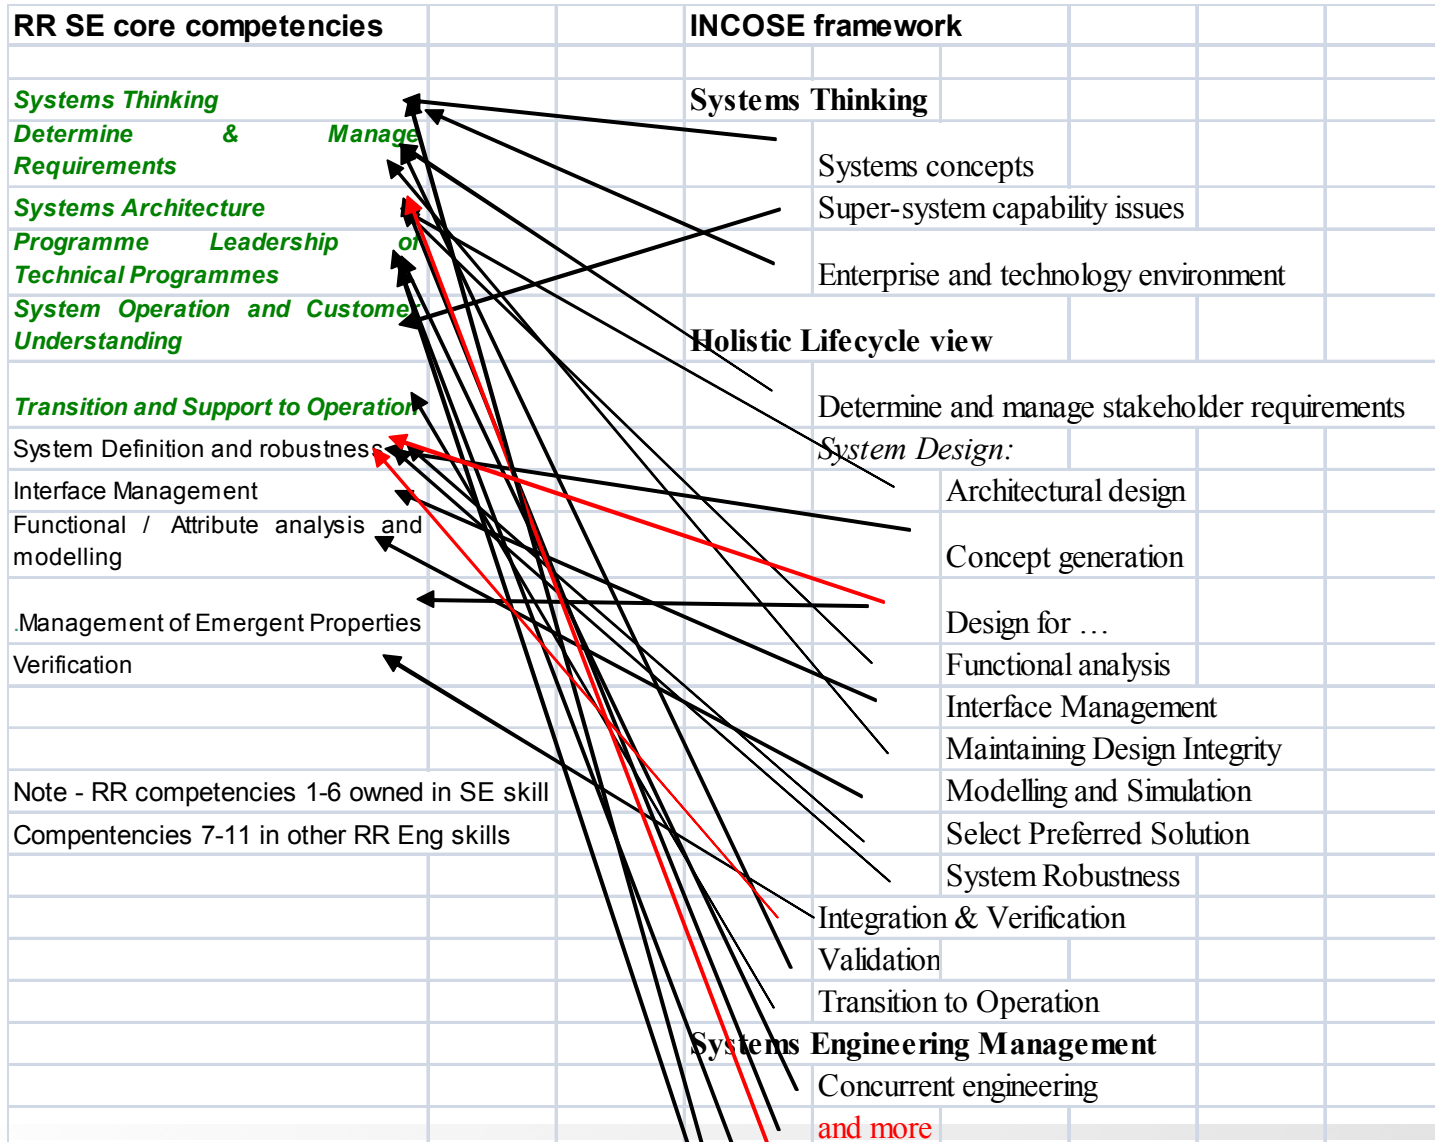 RR SE core competencies
INCOSE framework
Systems Thinking
Systems Thinking
Determine & Manage
Requirements
Systems concepts
Systems Architecture
Super-system capability issues
Programme Leadership of
Technical Programmes
Enterprise and technology environment
System Operation and Customer
Understanding
Holistic Lifecycle view
Transition and Support to Operation
Determine and manage stakeholder requirements
System Definition and robustness
System Design:
Interface Management
Architectural design
Functional / Attribute analysis and
modelling
Concept generation
.Management of Emergent Properties
Design for …
Verification
Functional analysis
Interface Management
Maintaining Design Integrity
Note - RR competencies 1-6 owned in SE skill
Modelling and Simulation
Compentencies 7-11 in other RR Eng skills
Select Preferred Solution
System Robustness
Integration & Verification
Validation
Transition to Operation
Systems Engineering Management
Concurrent engineering
and more